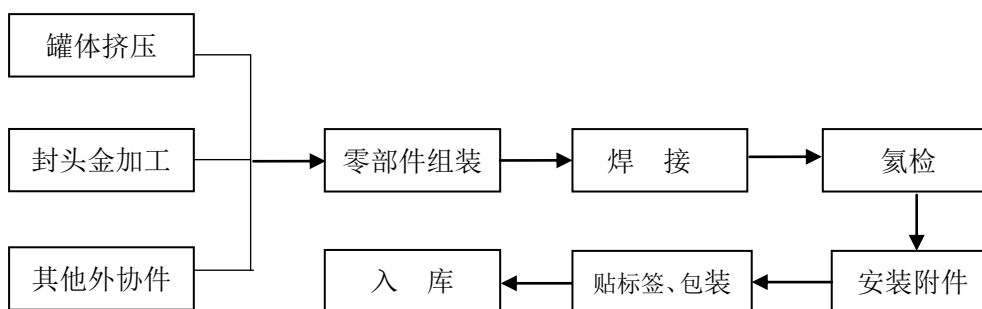 罐体挤压
封头金加工
零部件组装
焊 接
氦检
其他外协件
入 库
贴标签、包装
安装附件